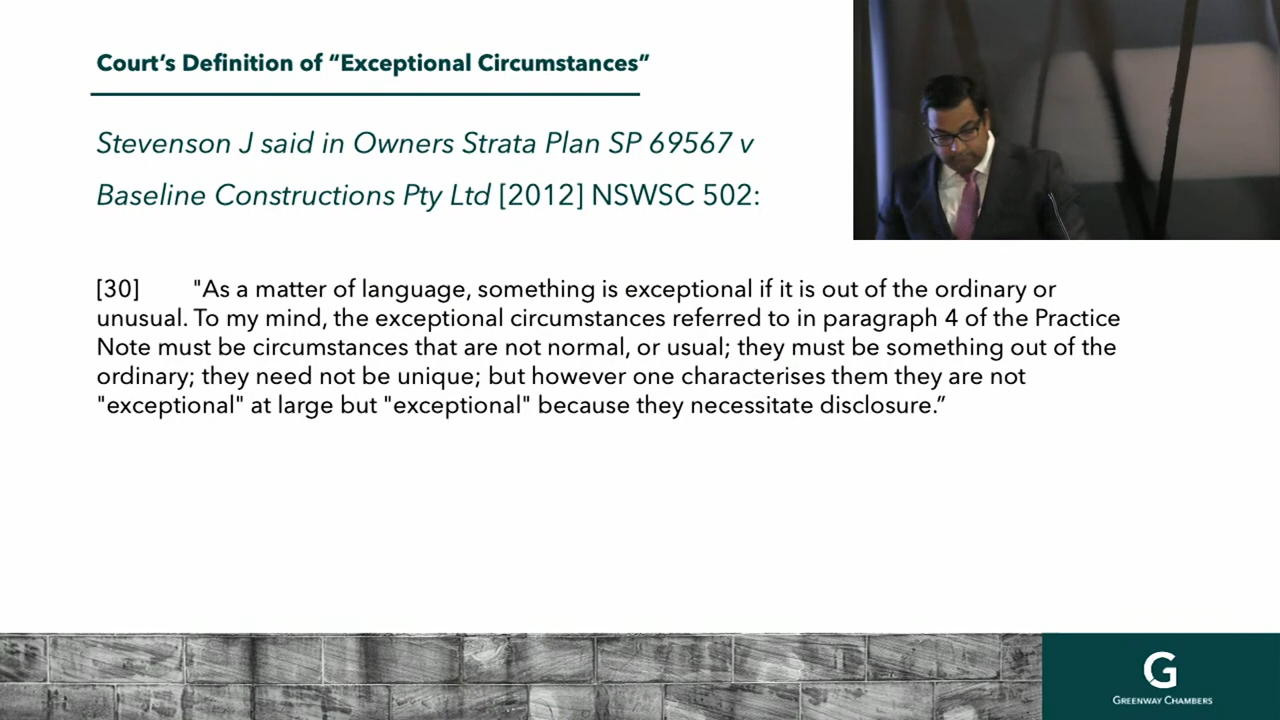 Court's Definition of “Exceptional Circumstances”
Stevenson J said in Owners Strata Plan SP 69567 v
Baseline Constructions Pty Ltd [2012] NSWSC 502:
[30] "As a matter of language, something is exceptional if it is out of the ordinary or
unusual. To my mind, the exceptional circumstances referred to in paragraph 4 of the Practice
Note must be circumstances that are not normal, or usual; they must be something out of the
ordinary; they need not be unique; but however one characterises them they are not
"exceptional" at large but "exceptional" because they necessitate disclosure.”
G
GREENWAY CHAMBERS